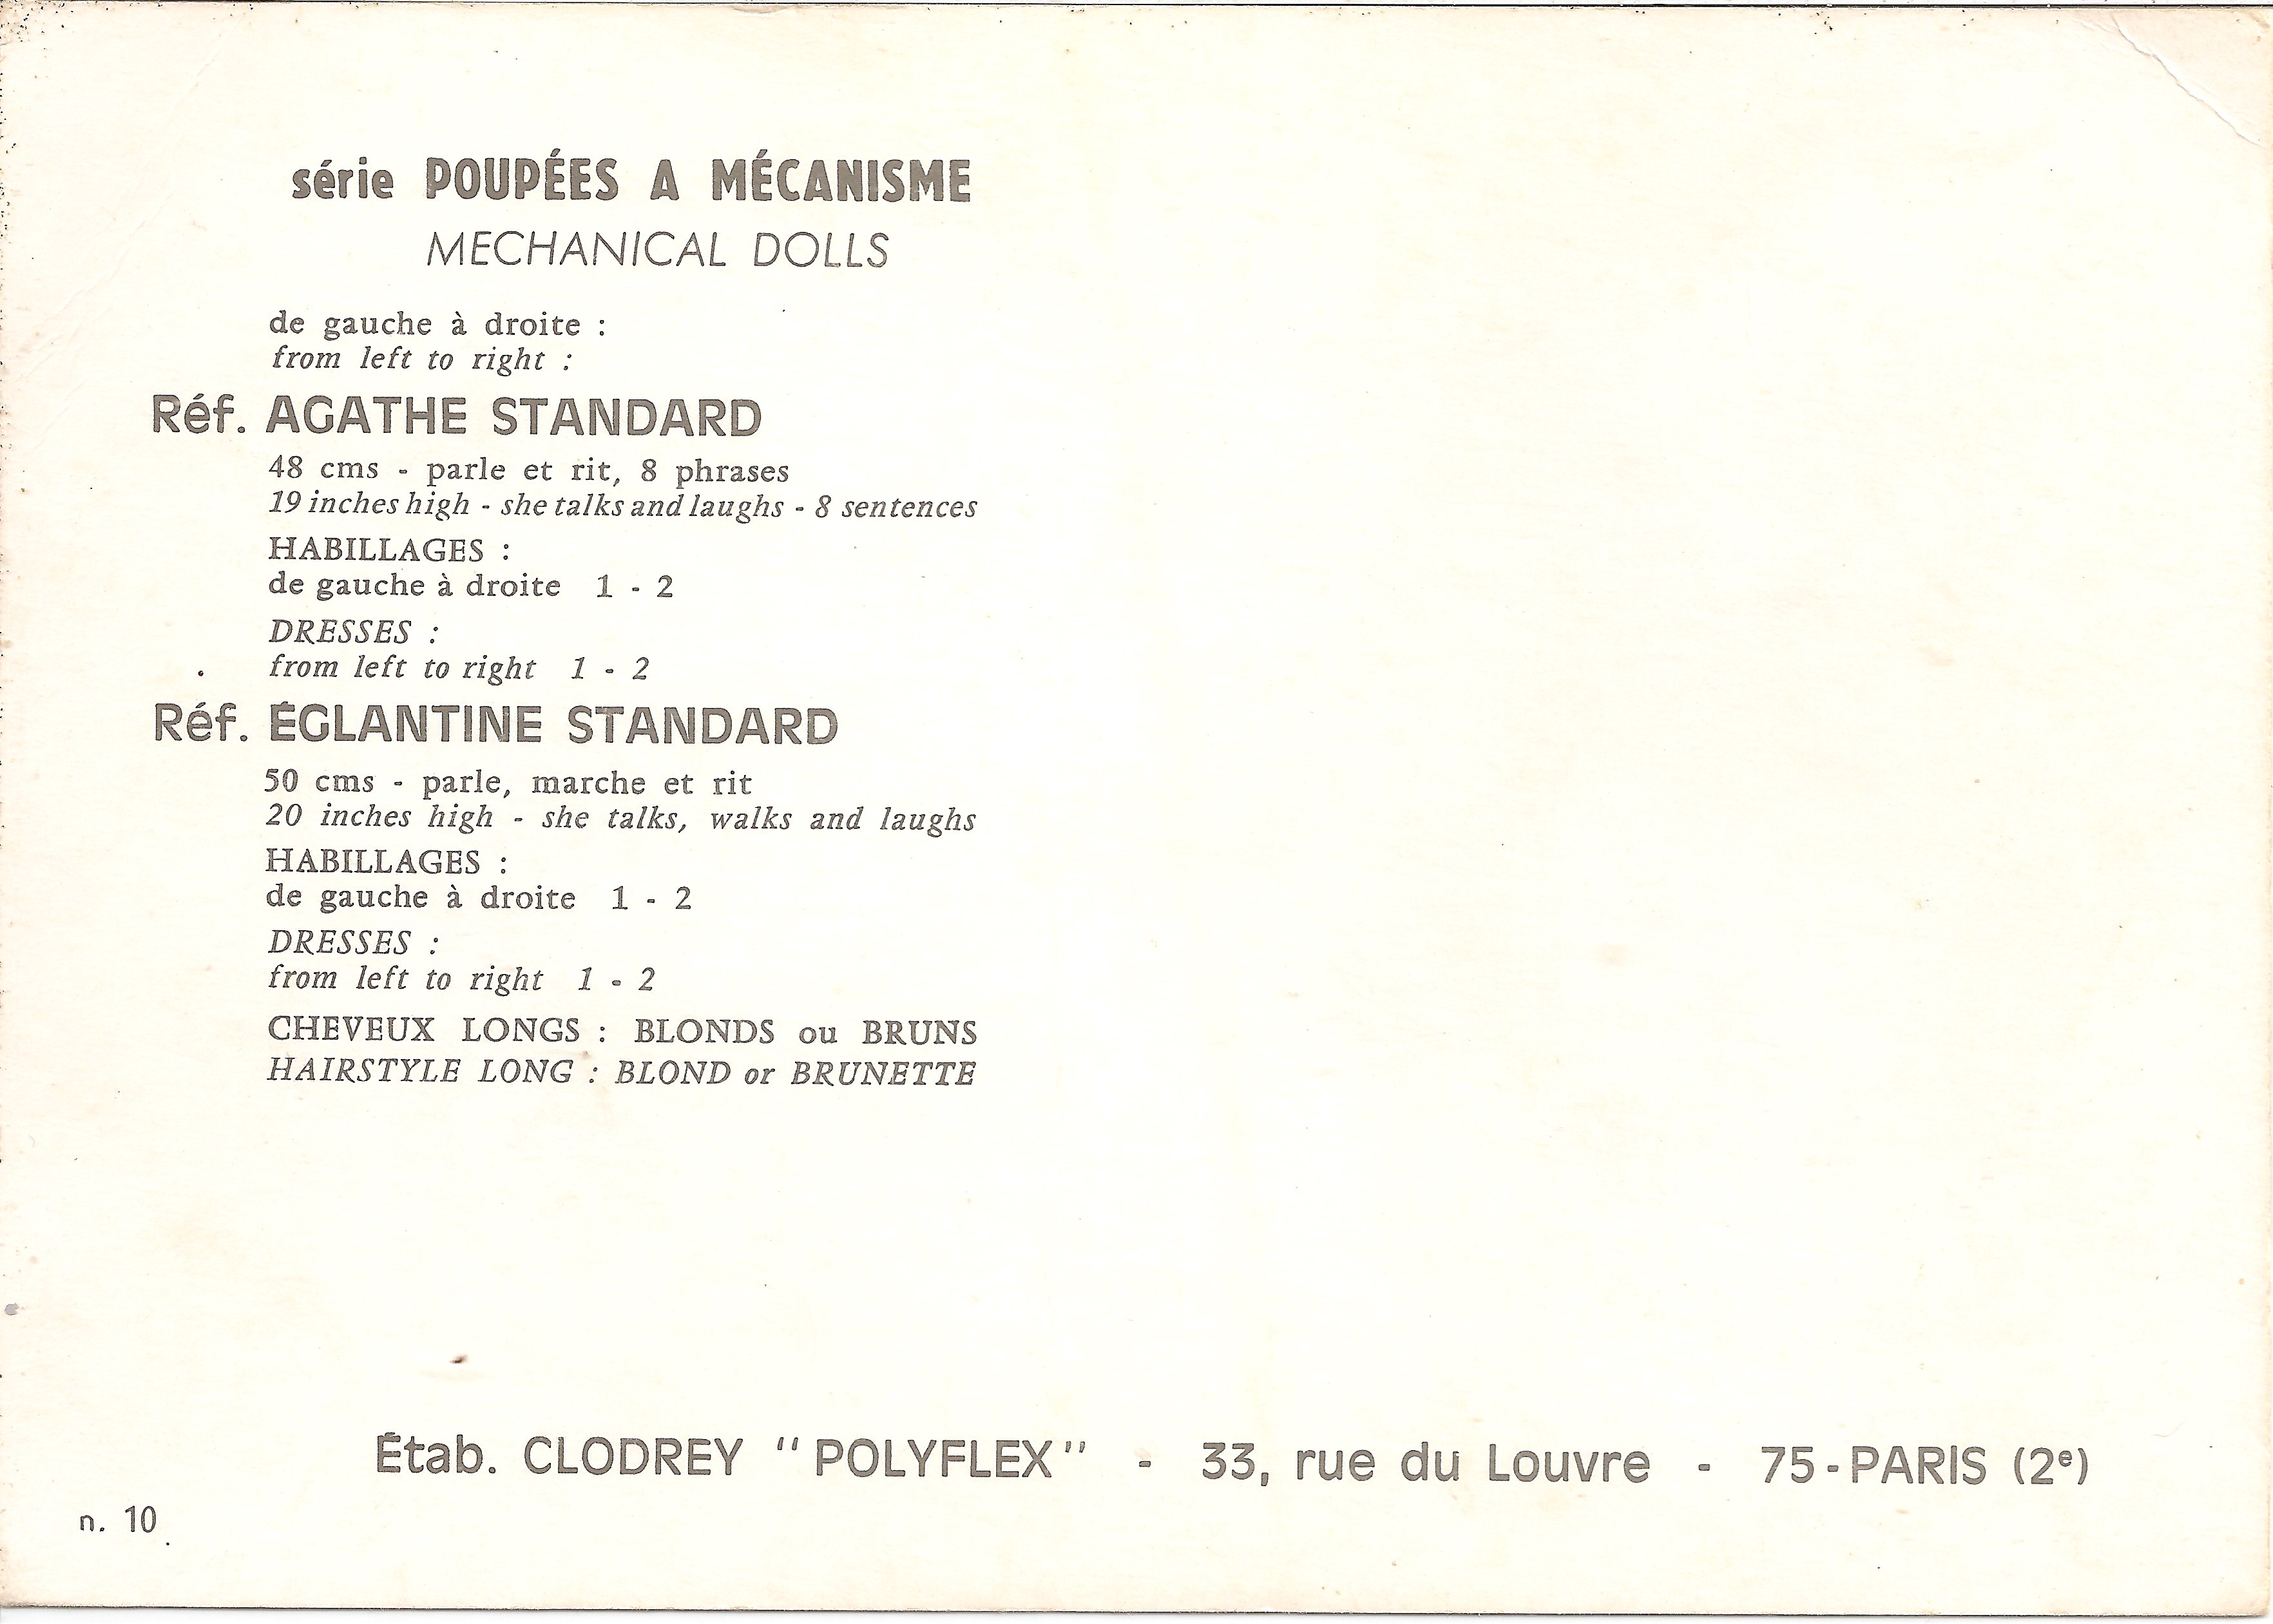 série POUPÉES A MÉCANISME
MECHANICAL DOLLS
de gauche à droite :
from left to right :
Réf. AGATHE STANDARD
48 cms - parle et rit, 8 phrases
19 inches high - she talks and laughs - 8 sentences
HABILLAGES :
de gauche à droite 1 - 2
DRESSES :
from left to right 1 - 2
Réf. ÉGLANTINE STANDARD
50 cms - parle, marche et rit
20 inches high - she talks, walks and laughs
HABILLAGES :
de gauche à droite 1 - 2
DRESSES :
from left to right 1 - 2
CHEVEUX LONGS : BLONDS ou BRUNS
HAIRSTYLE LONG : BLOND or BRUNETTE
Étab. CLODREY "POLYFLEX" - 33, rue du Louvre - 75-PARIS (2e)
n. 10